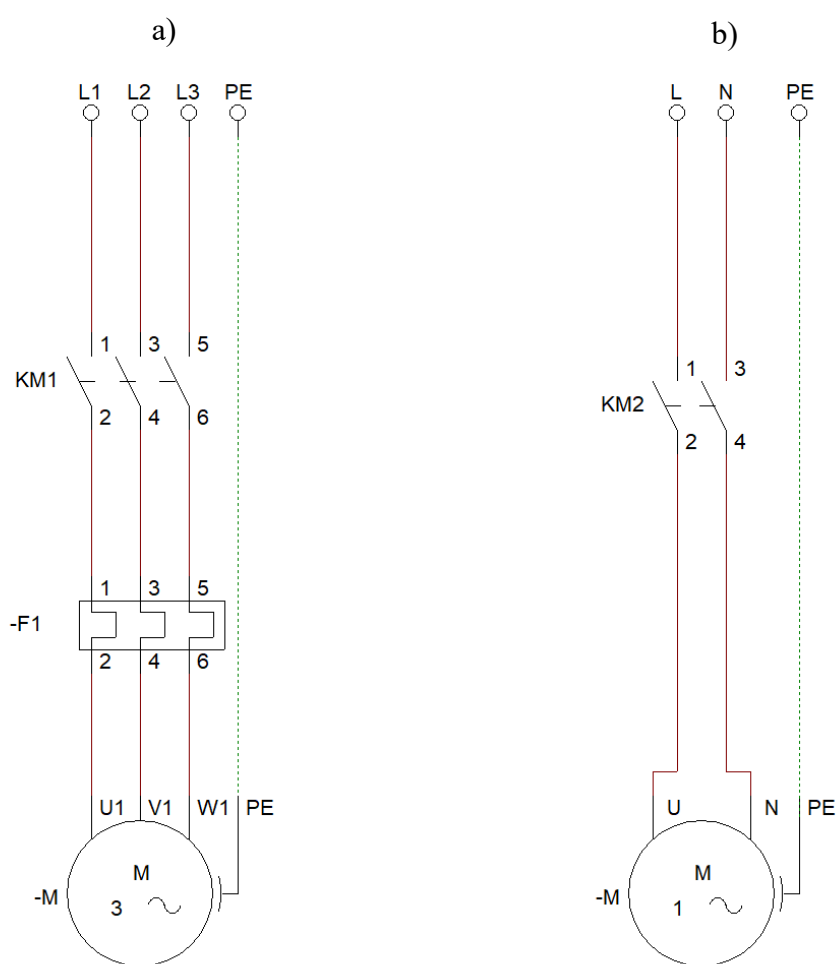 a) b)
L1 L2 L3 PE L N PE
1 3 5
KM1
2 4 6
1 3
KM2
2 4
1 3 5
-F1
2 4 6
U1 V1 W1 PE U N PE
M M
-M 3 -M 1